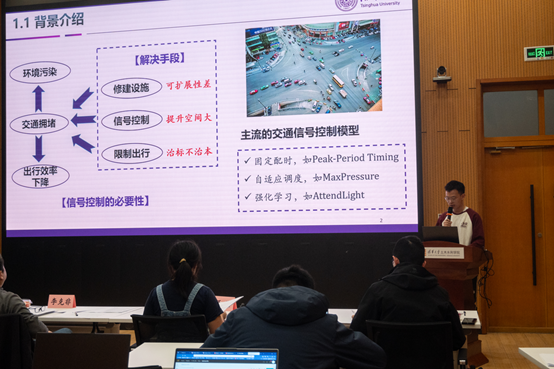 Tsinghua University
1.1 背景介绍
【解决手段】
环境污染
修建设施
可扩展性差
交通拥堵
信号控制
提升空间大
出行效率
下降
限制出行
治标不治本
【信号控制的必要性】
主流的交通信号控制模型
✓ 固定配时，如Peak-Period Timing
✓ 自适应调度，如MaxPressure
✓ 强化学习，如AttendLight
2